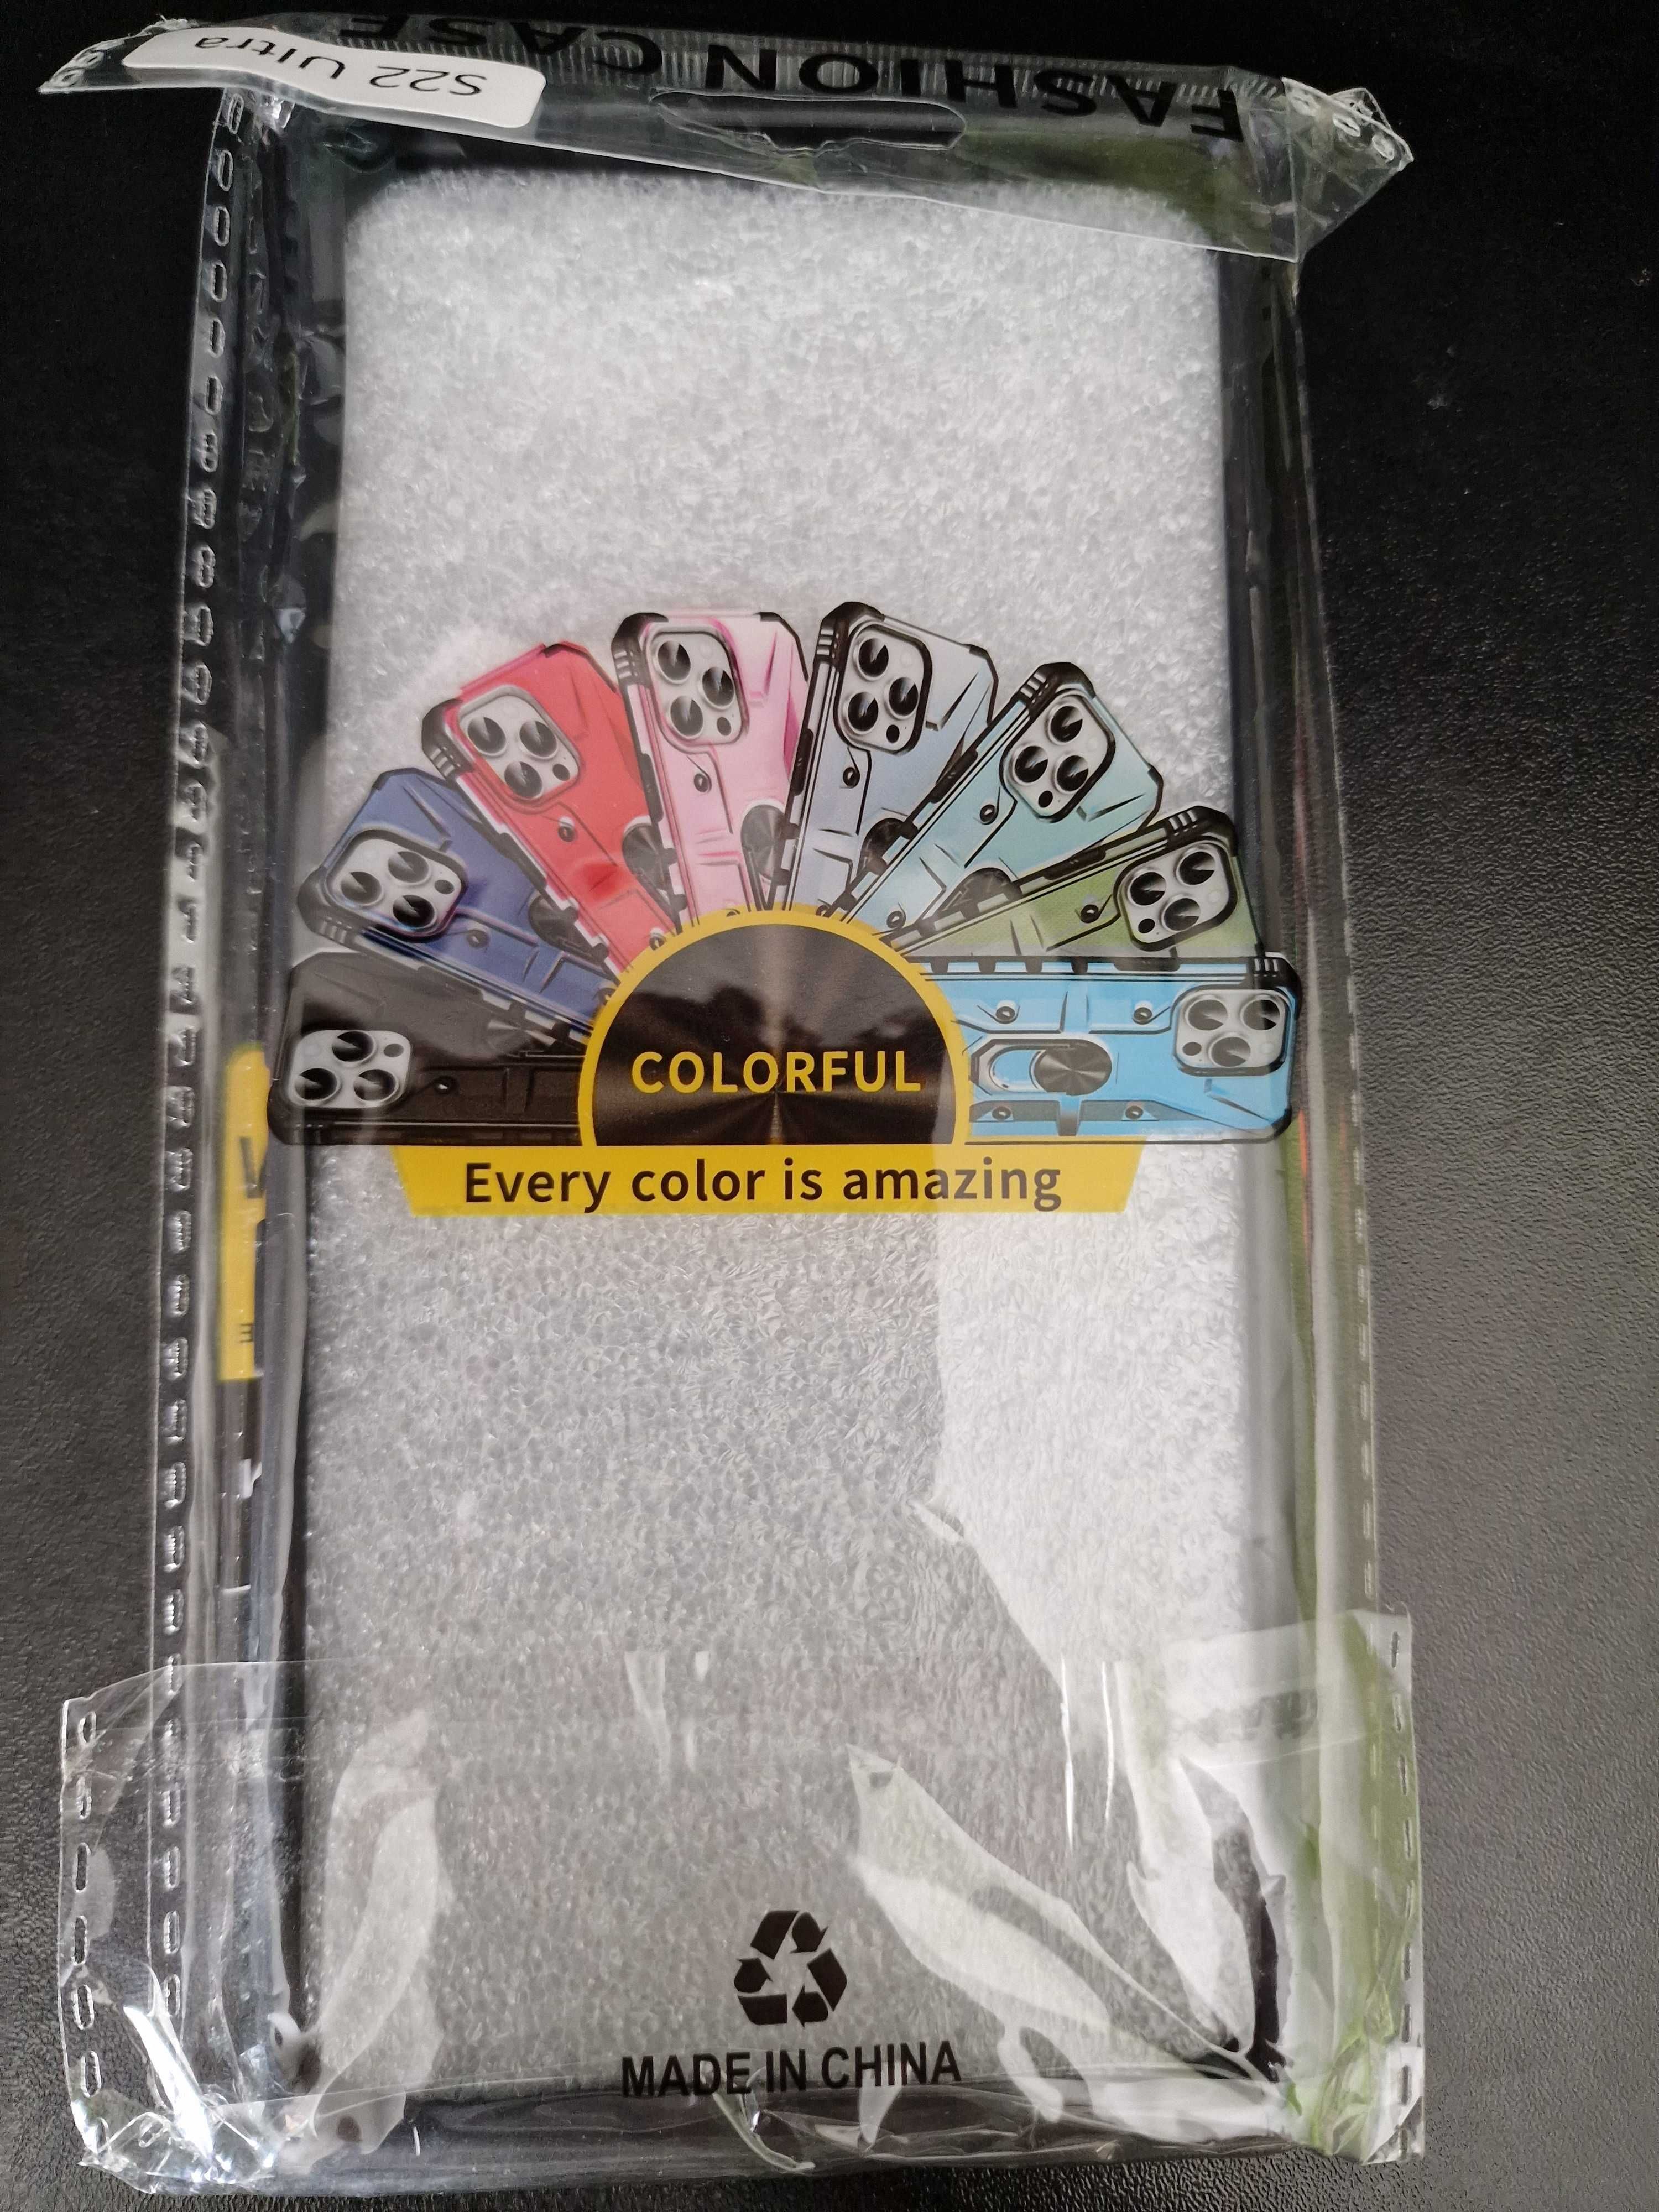 FASHION CASE
S22 Ultra
COLORFUL
Every color is amazing
MADE IN CHINA